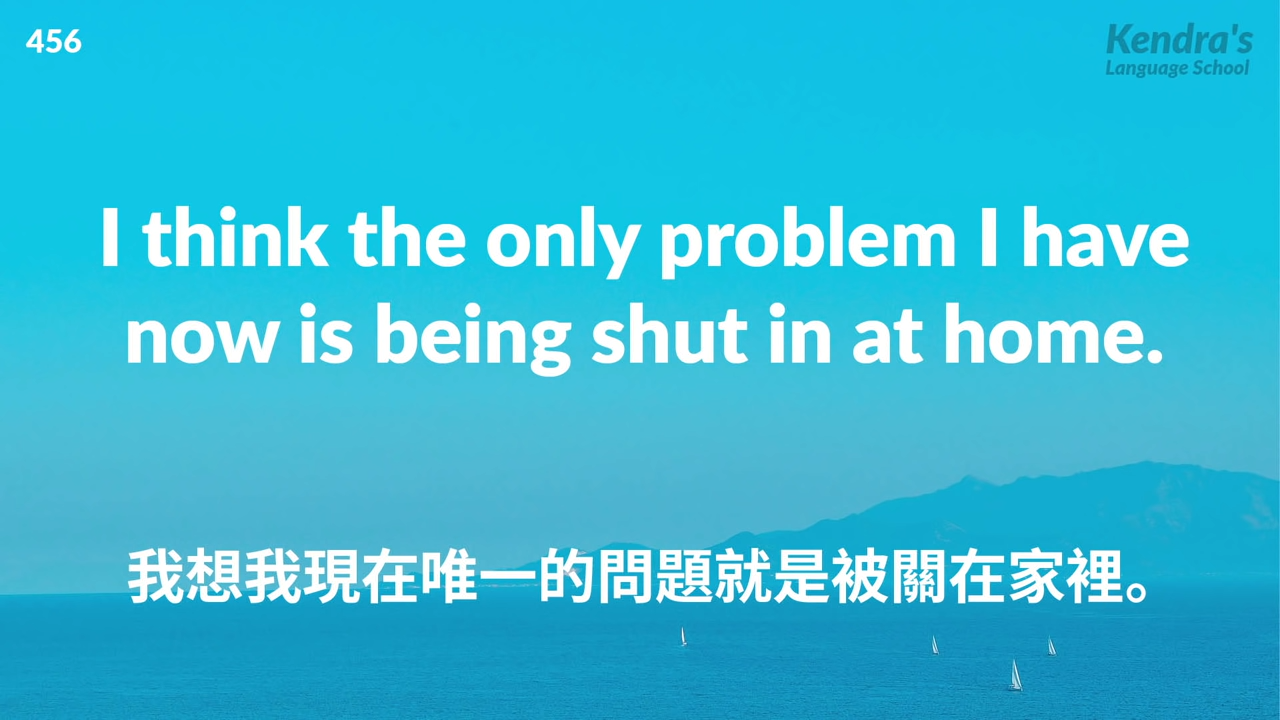 456
Kendra's
Language School
I think the only problem I have
now is being shut in at home.
我想我現在唯一的問題就是被關在家裡。